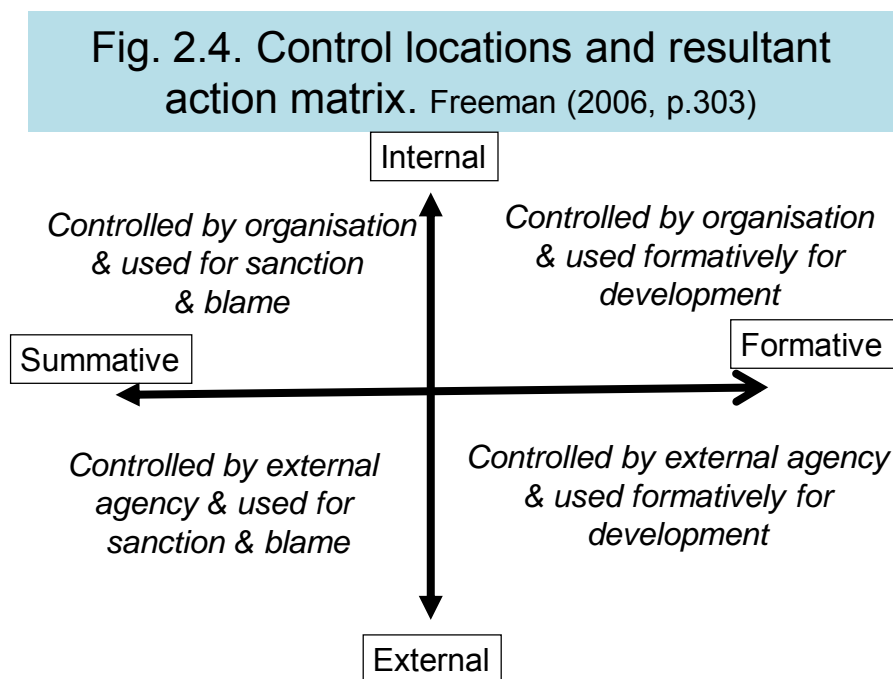 Fig. 2.4. Control locations and resultant
action matrix. Freeman (2006, p.303)
Internal
Controlled by organisation
& used for sanction
& blame
Controlled by organisation
& used formatively for
development
Summative
Formative
Controlled by external
agency & used for
sanction & blame
Controlled by external agency
& used formatively for
development
External